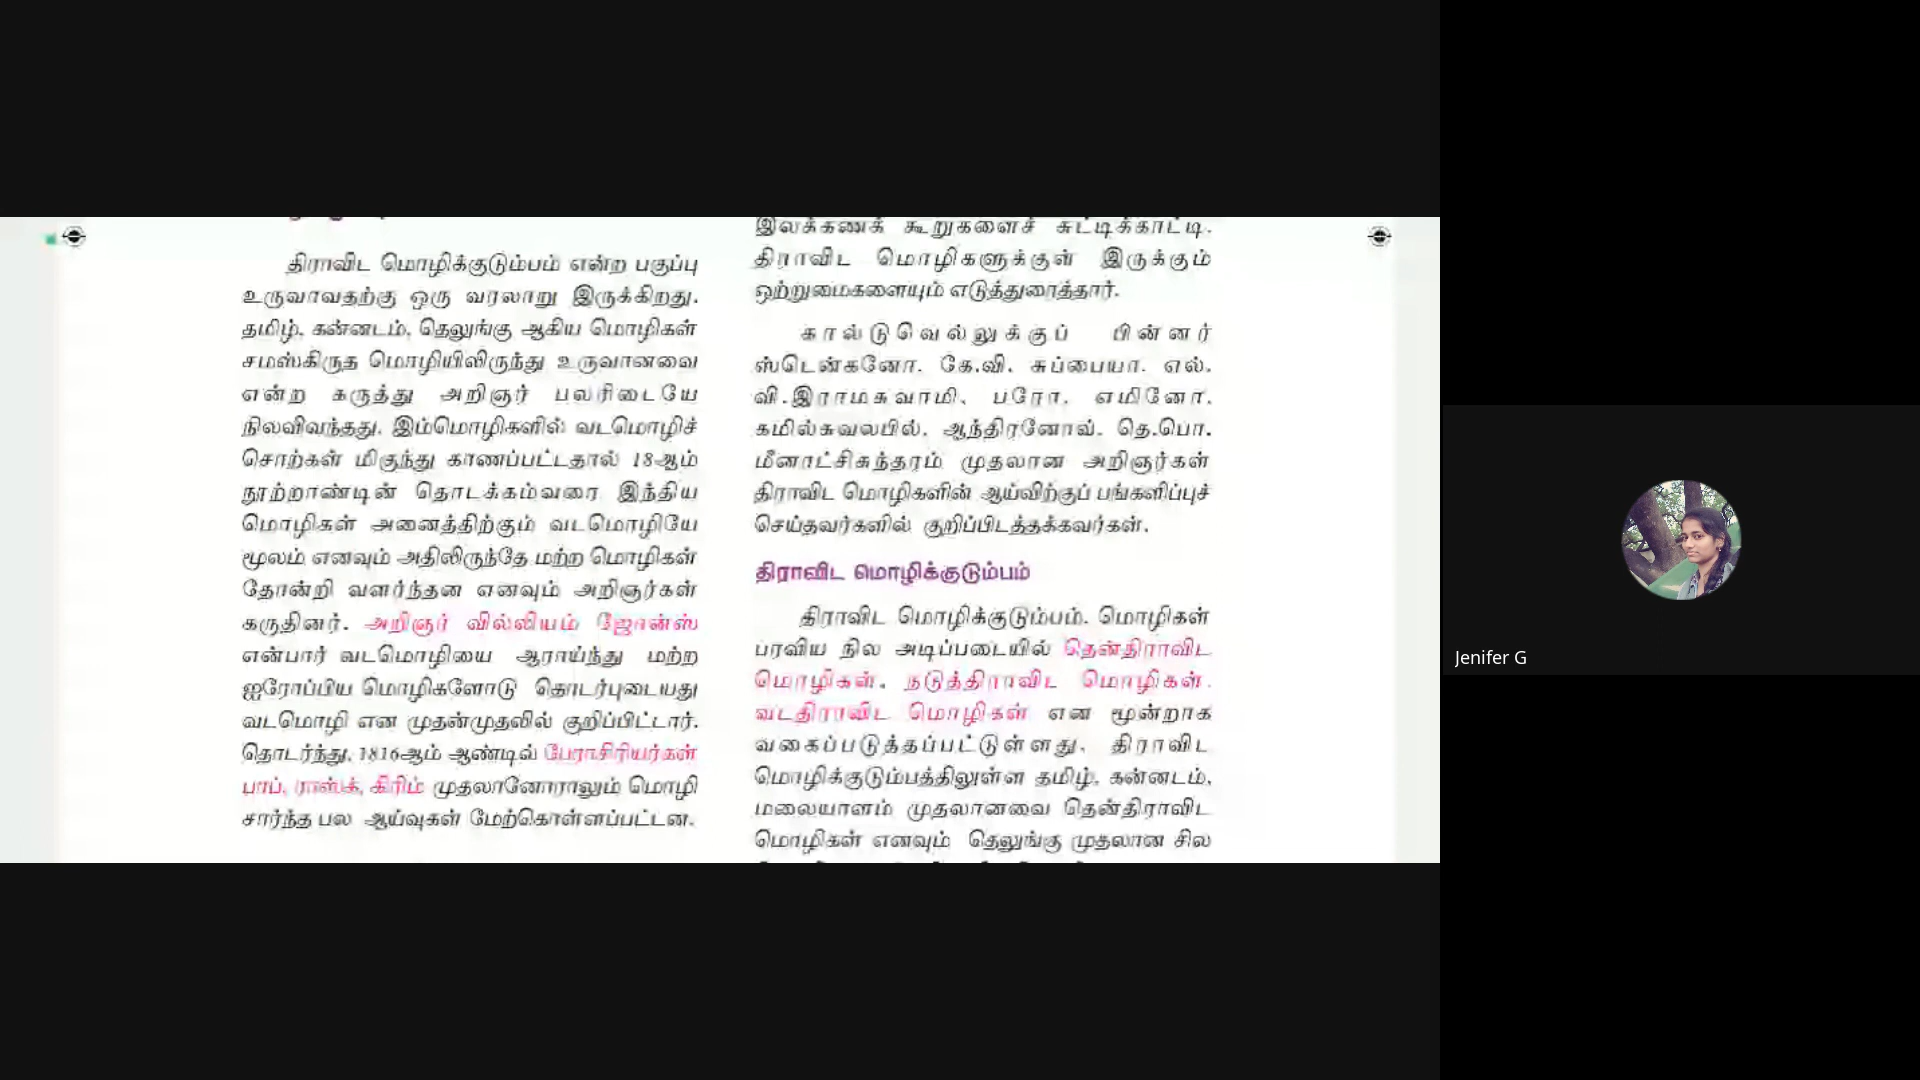 திராவிட மொழிக்குடும்பம் என்ற பகுப்பு
உருவாவதற்கு ஒரு வரலாறு இருக்கிறது.
தமிழ், கன்னடம், தெலுங்கு ஆகிய மொழிகள்
சமஸ்கிருத மொழியிலிருந்து உருவானவை
என்ற கருத்து அறிஞர் பலரிடையே
நிலவிவந்தது. இம்மொழிகளில் வடமொழிச்
சொற்கள் மிகுந்து காணப்பட்டதால் 18ஆம்
நூற்றாண்டின் தொடக்கம்வரை இந்திய
மொழிகள் அனைத்திற்கும் வடமொழியே
மூலம் எனவும் அதிலிருந்தே மற்ற மொழிகள்
தோன்றி வளர்ந்தன எனவும் அறிஞர்கள்
கருதினர். அறிஞர் வில்லியம் ஜோன்ஸ்
என்பார் வடமொழியை ஆராய்ந்து மற்ற
ஐரோப்பிய மொழிகளோடு தொடர்புடையது
வடமொழி என முதன்முதலில் குறிப்பிட்டார்.
தொடர்ந்து, 1816ஆம் ஆண்டில் பேராசிரியர்கள்
பாப், ராஸ்க், கிரிம் முதலானோராலும் மொழி
சார்ந்த பல ஆய்வுகள் மேற்கொள்ளப்பட்டன.
இலக்கணக் கூறுகளைச் சுட்டிக்காட்டி,
திராவிட மொழிகளுக்குள் இருக்கும்
ஒற்றுமைகளையும் எடுத்துரைத்தார்.
கால்டுவெல்லுக்குப் பின்னர்
ஸ்டென்கனோ, கே.வி. சுப்பையா, எல்.
வி.இராமசுவாமி, பரோ, எமினோ,
கமில்சுவலபில், ஆந்திரனோவ், தெ.பொ.
மீனாட்சிசுந்தரம் முதலான அறிஞர்கள்
திராவிட மொழிகளின் ஆய்விற்குப் பங்களிப்புச்
செய்தவர்களில் குறிப்பிடத்தக்கவர்கள்.
திராவிட மொழிக்குடும்பம்
திராவிட மொழிக்குடும்பம், மொழிகள்
பரவிய நில அடிப்படையில் தென்திராவிட
மொழிகள், நடுத்திராவிட மொழிகள்,
வடதிராவிட மொழிகள் என மூன்றாக
வகைப்படுத்தப்பட்டுள்ளது. திராவிட
மொழிக்குடும்பத்திலுள்ள தமிழ், கன்னடம்,
மலையாளம் முதலானவை தென்திராவிட
மொழிகள் எனவும் தெலுங்கு முதலான சில
Jenifer G